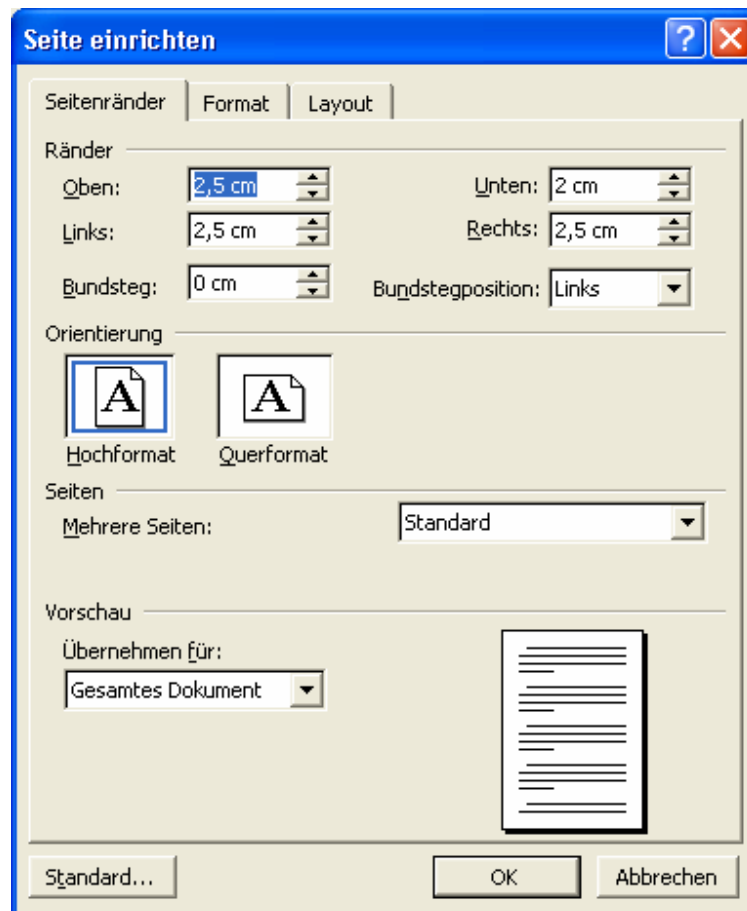 Seite einrichten
Seitenränder Format Layout
Ränder
Oben: 2,5 cm Unten: 2 cm
Links: 2,5 cm Rechts: 2,5 cm
Bundsteg: 0 cm Bundstegposition: Links
Orientierung
A A
Hochformat Querformat
Seiten
Mehrere Seiten: Standard
Vorschau
Übernehmen für:
Gesamtes Dokument
Standard... OK Abbrechen